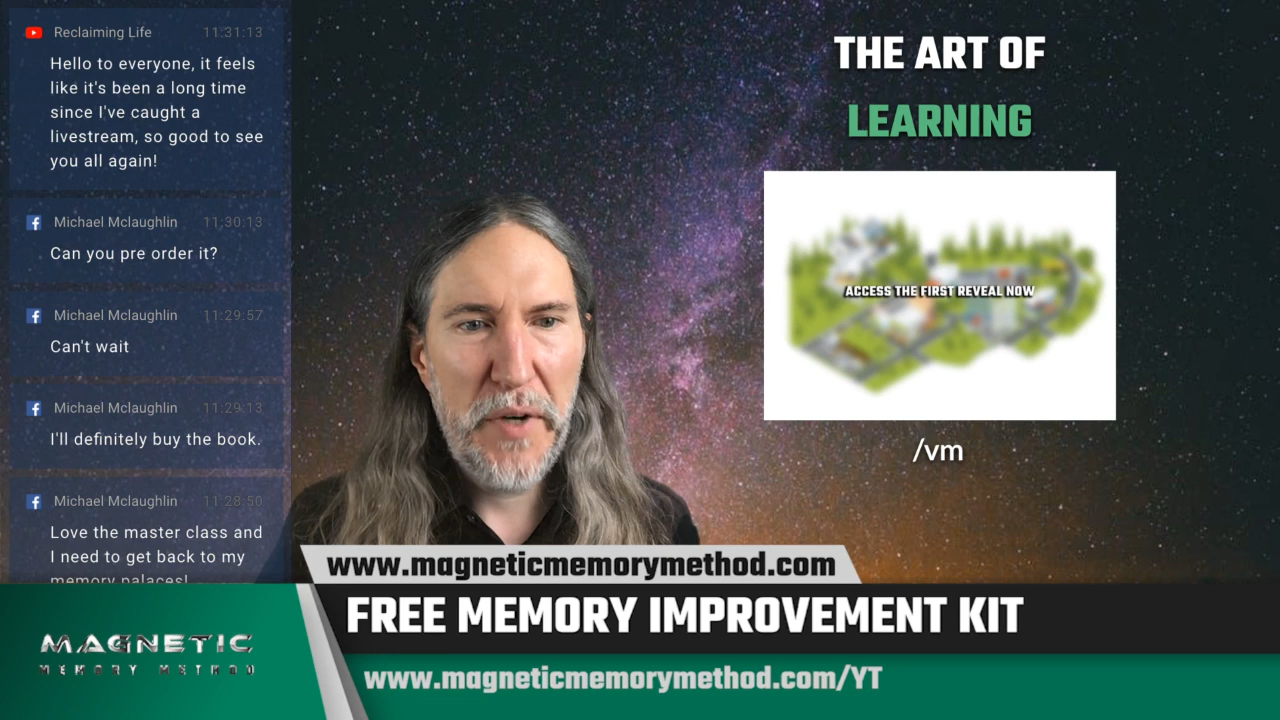 Reclaiming Life 11:31:13
Hello to everyone, it feels
like it's been a long time
since I've caught a
livestream, so good to see
you all again!
Michael Mclaughlin 11:30:13
Can you pre order it?
Michael Mclaughlin 11:29:57
Can't wait
Michael Mclaughlin 11:29:13
I'll definitely buy the book.
Michael Mclaughlin 11:28:50
Love the master class and
I need to get back to my
memory palaces!
THE ART OF
LEARNING
ACCESS THE FIRST REVEAL NOW
/vm
www.magneticmemorymethod.com
FREE MEMORY IMPROVEMENT KIT
www.magneticmemorymethod.com/YT
MAGNETIC
MEMORY METHOD